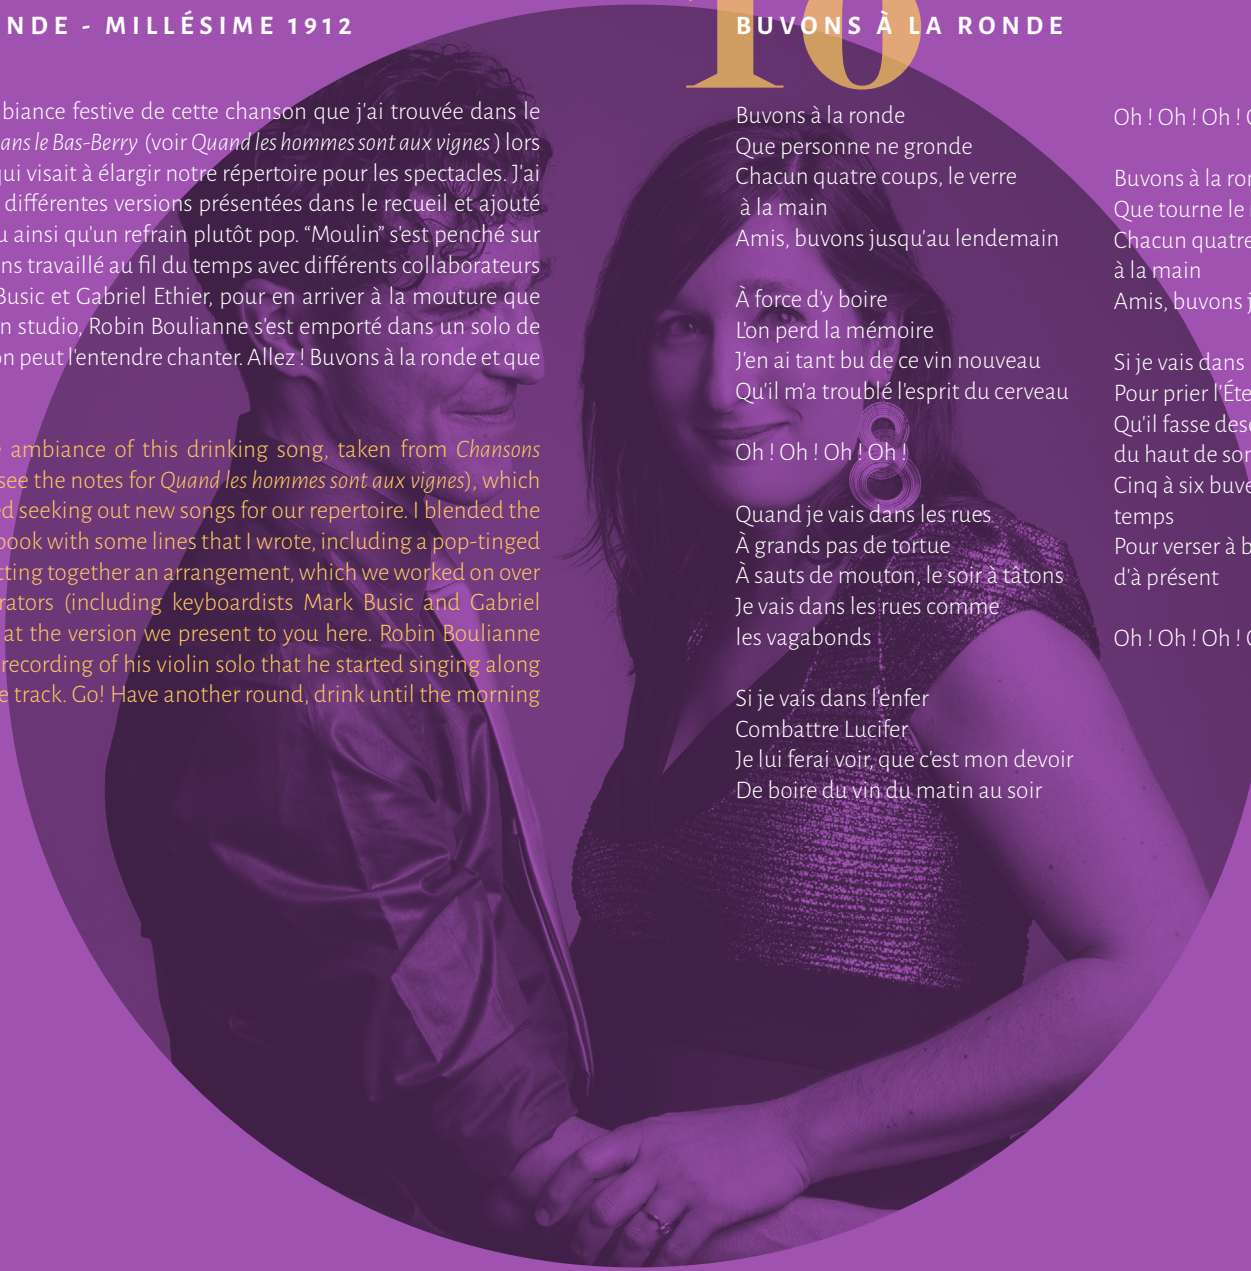 NDE - MILLÉSIME 1912
biance festive de cette chanson que j'ai trouvée dans le
ans le Bas-Berry (voir Quand les hommes sont aux vignes ) lors
ui visait à élargir notre répertoire pour les spectacles. J'ai
différentes versions présentées dans le recueil et ajouté
u ainsi qu'un refrain plutôt pop. “Moulin” s'est penché sur
ns travaillé au fil du temps avec différents collaborateurs
Busic et Gabriel Ethier, pour en arriver à la mouture que
n studio, Robin Boulianne s'est emporté dans un solo de
on peut l'entendre chanter. Allez ! Buvons à la ronde et que
ambiance of this drinking song, taken from Chansons
see the notes for Quand les hommes sont aux vignes), which
ed seeking out new songs for our repertoire. I blended the
book with some lines that I wrote, including a pop-tinged
tting together an arrangement, which we worked on over
rators (including keyboardists Mark Busic and Gabriel
at the version we present to you here. Robin Boulianne
recording of his violin solo that he started singing along
e track. Go! Have another round, drink until the morning
10
BUVONS À LA RONDE
Buvons à la ronde
Que personne ne gronde
Chacun quatre coups, le verre
à la main
Amis, buvons jusqu'au lendemain
À force d'y boire
L'on perd la mémoire
J'en ai tant bu de ce vin nouveau
Qu'il m'a troublé l'esprit du cerveau
Oh ! Oh ! Oh ! Oh !
Quand je vais dans les rues
À grands pas de tortue
À sauts de mouton, le soir à tâtons
Je vais dans les rues comme
les vagabonds
Si je vais dans l'enfer
Combattre Lucifer
Je lui ferai voir, que c'est mon devoir
De boire du vin du matin au soir
Oh ! Oh ! Oh !
Buvons à la ron
Que tourne le
Chacun quatre
à la main
Amis, buvons j
Si je vais dans
Pour prier l'Éte
Qu'il fasse desc
du haut de son
Cinq à six buve
temps
Pour verser à b
d'à présent
Oh ! Oh ! Oh !